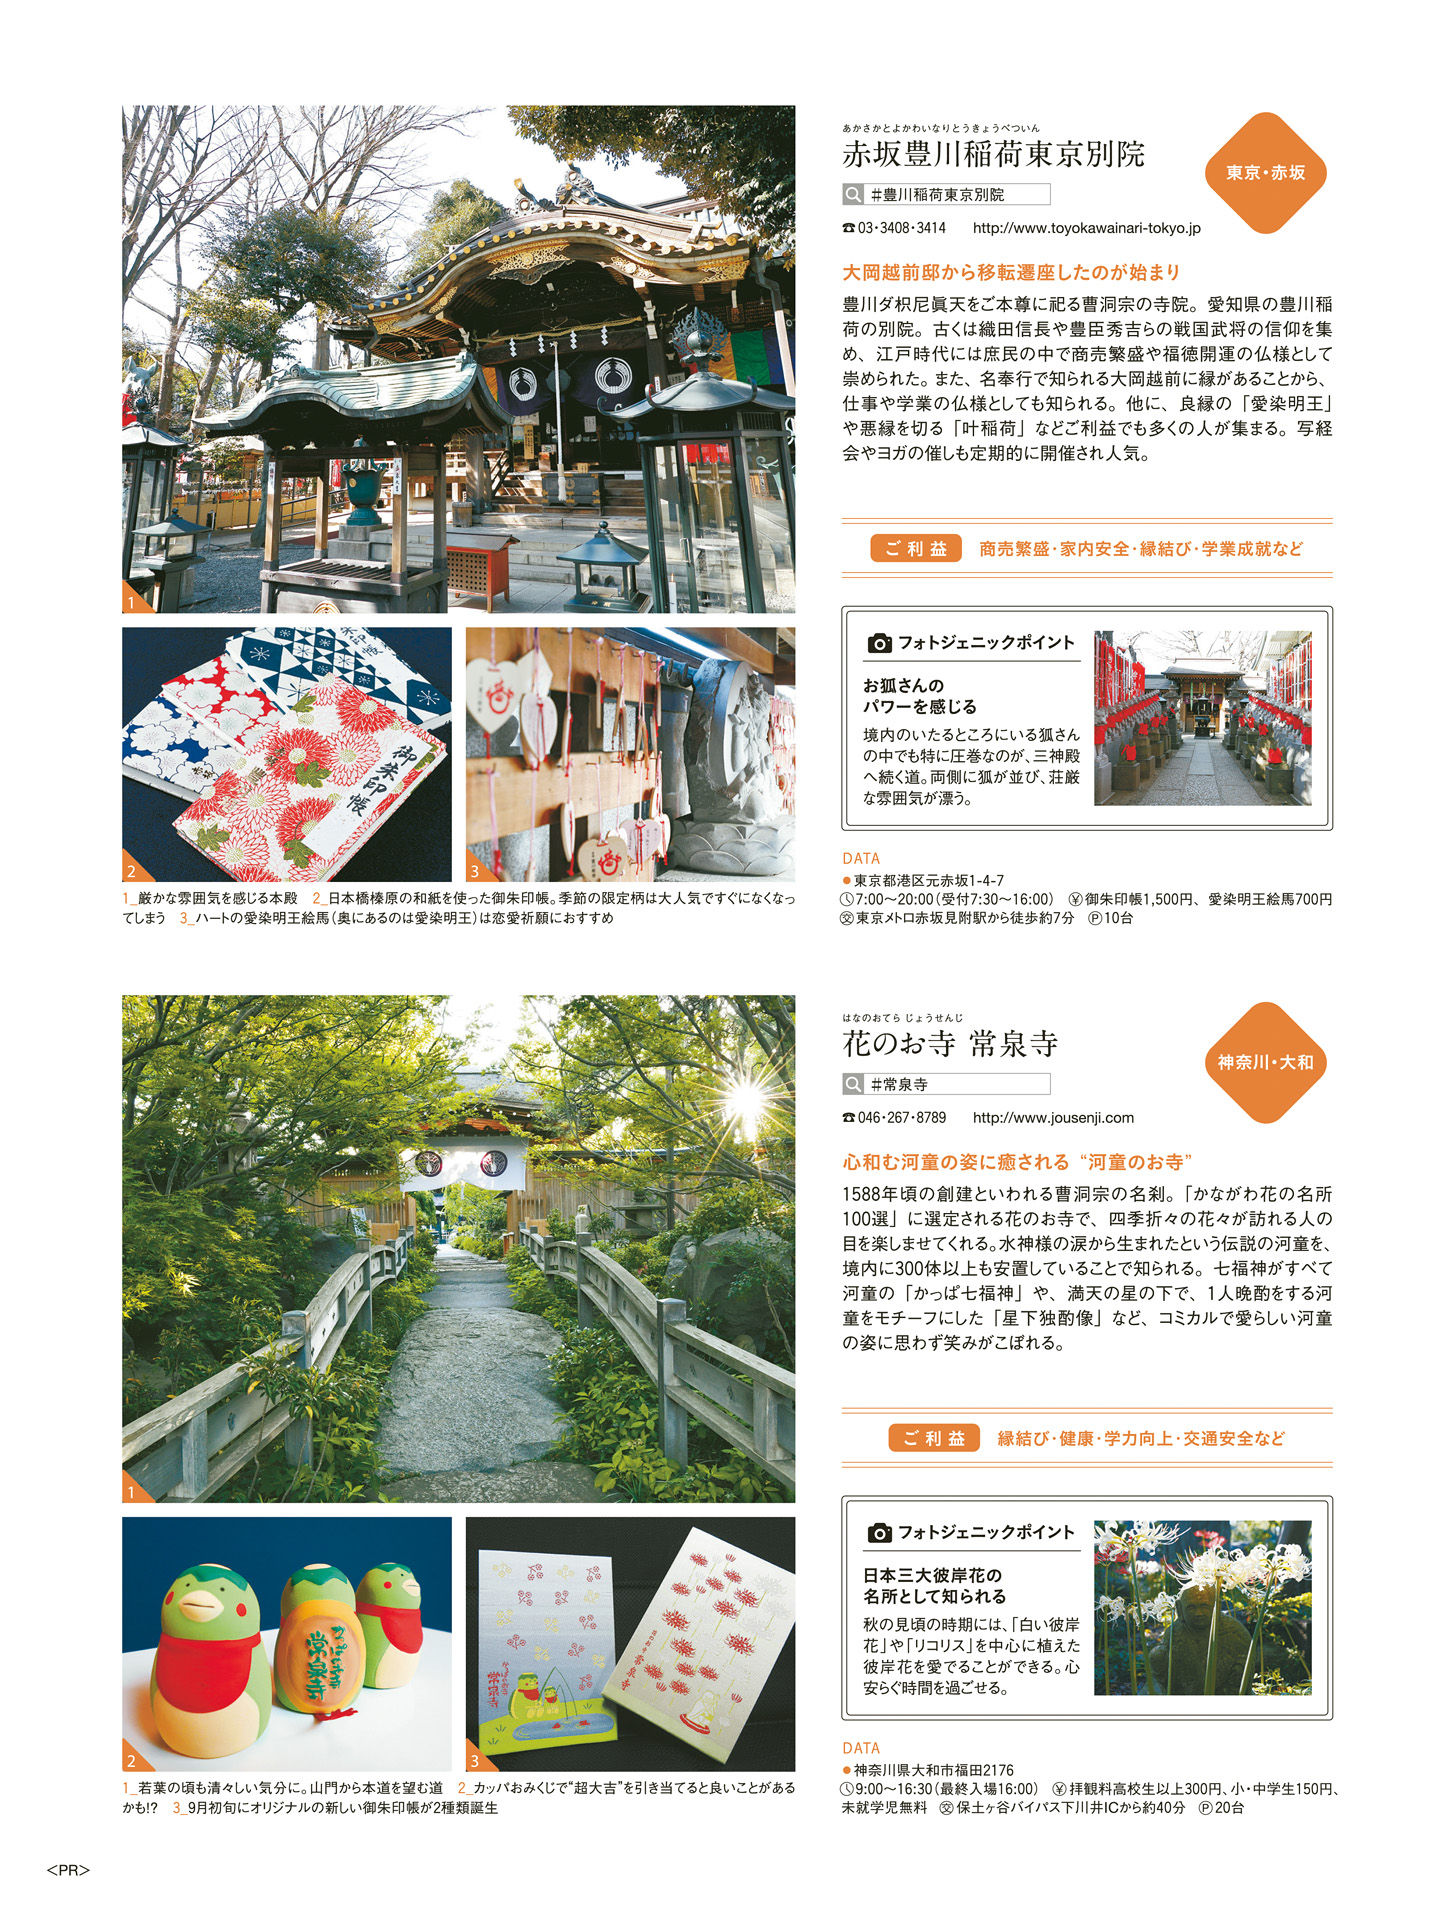 あかさかとよかわいなりとうきょうべついん
赤坂豊川稲荷東京別院
東京・赤坂
#豊川稲荷東京別院
☎03・3408・3414 http://www.toyokawainari-tokyo.jp
大岡越前邸から移転遷座したのが始まり
豊川ダ枳尼眞天をご本尊に祀る曹洞宗の寺院。愛知県の豊川稲
荷の別院。古くは織田信長や豊臣秀吉らの戦国武将の信仰を集
め、江戸時代には庶民の中で商売繁盛や福徳開運の仏様として
崇められた。また、名奉行で知られる大岡越前に縁があることから、
仕事や学業の仏様としても知られる。他に、良縁の「愛染明王」
や悪縁を切る「叶稲荷」などご利益でも多くの人が集まる。写経
会やヨガの催しも定期的に開催され人気。
ご利益 商売繁盛・家内安全・縁結び・学業成就など
フォトジェニックポイント
お狐さんの
パワーを感じる
境内のいたるところにいる狐さん
の中でも特に圧巻なのが、三神殿
へ続く道。両側に狐が並び、荘厳
な雰囲気が漂う。
1
2
3
御朱印帳
1_厳かな雰囲気を感じる本殿 2_日本橋榛原の和紙を使った御朱印帳。季節の限定柄は大人気ですぐになくなっ
てしまう 3_ハートの愛染明王絵馬（奥にあるのは愛染明王）は恋愛祈願におすすめ
DATA
●東京都港区元赤坂1-4-7
7:00〜20:00（受付7:30〜16:00） ¥御朱印帳1,500円、愛染明王絵馬700円
交東京メトロ赤坂見附駅から徒歩約7分 Ⓟ10台
はなのおてら じょうせんじ
花のお寺 常泉寺
神奈川・大和
#常泉寺
☎046・267・8789 http://www.jousenji.com
心和む河童の姿に癒される “河童のお寺”
1588年頃の創建といわれる曹洞宗の名刹。「かながわ花の名所
100選」に選定される花のお寺で、四季折々の花々が訪れる人の
目を楽しませてくれる。水神様の涙から生まれたという伝説の河童を、
境内に300体以上も安置していることで知られる。七福神がすべて
河童の「かっぱ七福神」や、満天の星の下で、1人晩酌をする河
童をモチーフにした「星下独酌像」など、コミカルで愛らしい河童
の姿に思わず笑みがこぼれる。
ご利益 縁結び・健康・学力向上・交通安全など
フォトジェニックポイント
日本三大彼岸花の
名所として知られる
秋の見頃の時期には、「白い彼岸
花」や「リコリス」を中心に植えた
彼岸花を愛でることができる。心
安らぐ時間を過ごせる。
1
2
3
常泉寺
常泉寺
1_若葉の頃も清々しい気分に。山門から本道を望む道 2_カッパおみくじで“超大吉”を引き当てると良いことがある
かも!? 3_9月初旬にオリジナルの新しい御朱印帳が2種類誕生
DATA
●神奈川県大和市福田2176
9:00〜16:30（最終入場16:00） ¥拝観料高校生以上300円、小・中学生150円、
未就学児無料 交保土ヶ谷バイパス下川井ICから約40分 Ⓟ20台
＜PR＞